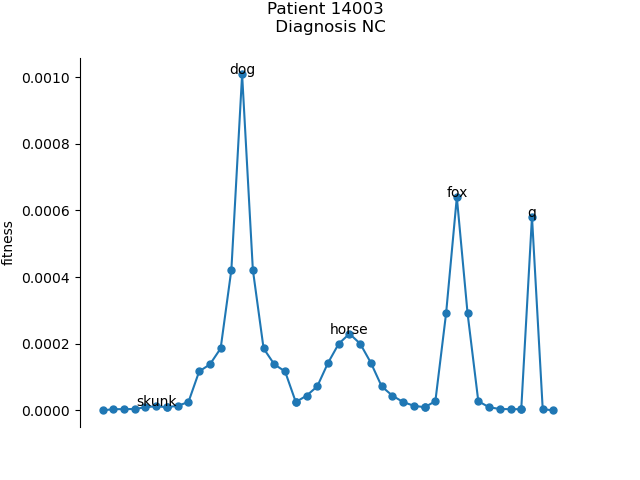 Patient 14003
Diagnosis NC
fitness
0.0010
0.0008
0.0006
0.0004
0.0002
0.0000
skunk
dog
horse
fox
g